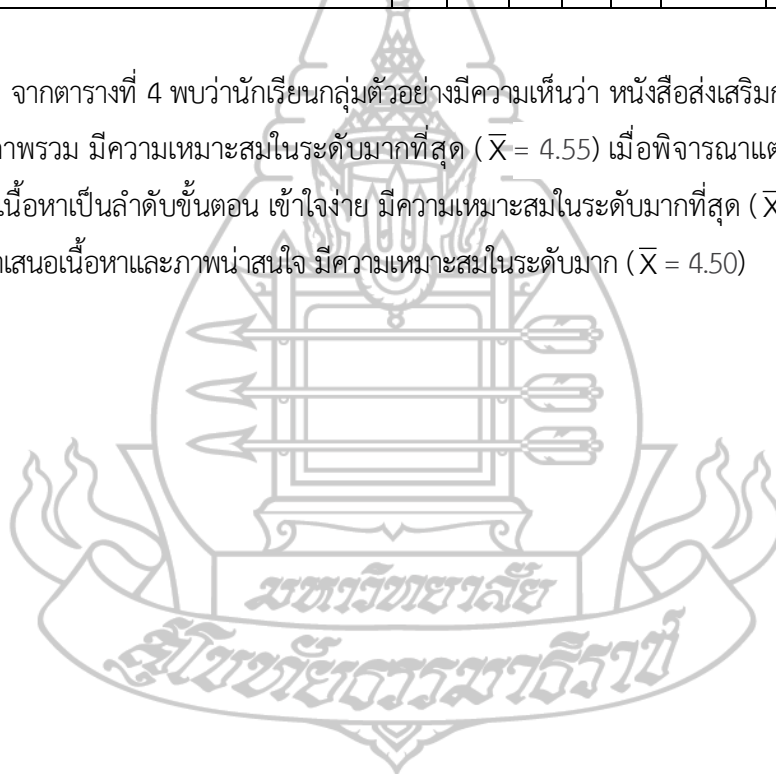 จากตารางที่ 4 พบว่านักเรียนกลุ่มตัวอย่างมีความเห็นว่า หนังสือส่งเสริมก
าพรวม มีความเหมาะสมในระดับมากที่สุด ( X̅ = 4.55) เมื่อพิจารณาแต
เนื้อหาเป็นลำดับขั้นตอน เข้าใจง่าย มีความเหมาะสมในระดับมากที่สุด ( X̅
าเสนอเนื้อหาและภาพน่าสนใจ มีความเหมาะสมในระดับมาก ( X̅ = 4.50)
มหาวิทยาลัย
สุโขทัยธรรมาธิราช